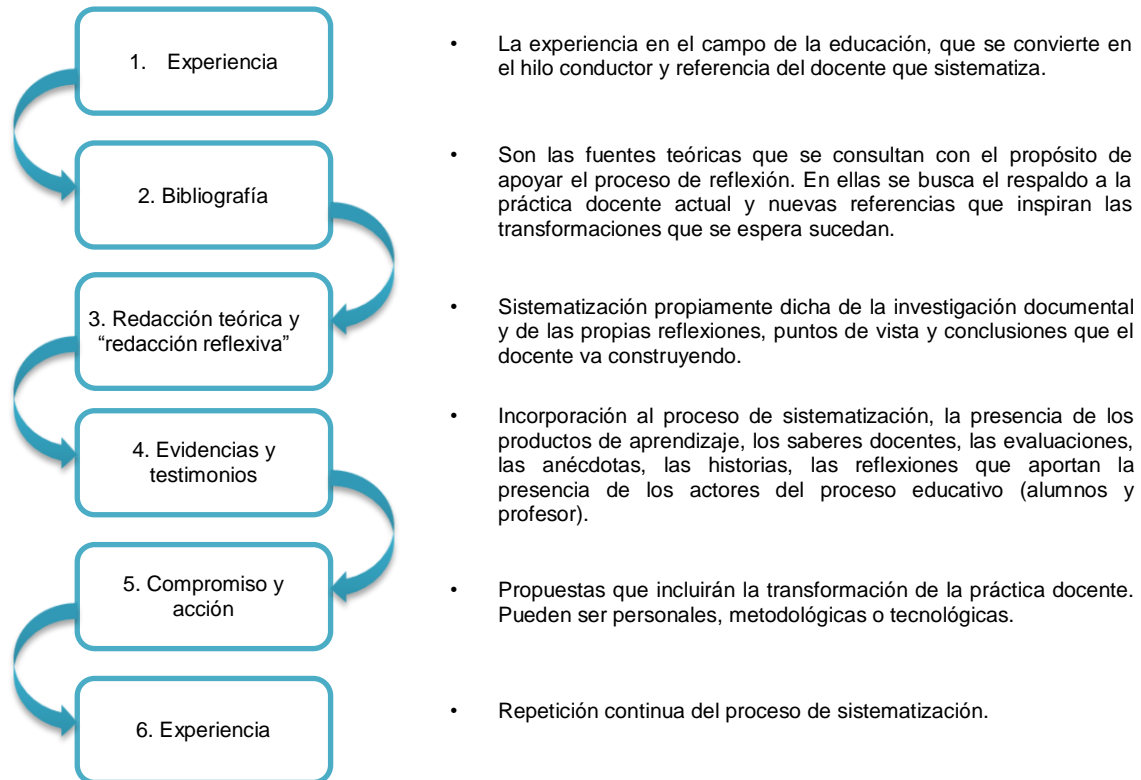 1. Experiencia
• La experiencia en el campo de la educación, que se convierte en
el hilo conductor y referencia del docente que sistematiza.
2. Bibliografía
• Son las fuentes teóricas que se consultan con el propósito de
apoyar el proceso de reflexión. En ellas se busca el respaldo a la
práctica docente actual y nuevas referencias que inspiran las
transformaciones que se espera sucedan.
3. Redacción teórica y
“redacción reflexiva”
• Sistematización propiamente dicha de la investigación documental
y de las propias reflexiones, puntos de vista y conclusiones que el
docente va construyendo.
4. Evidencias y
testimonios
• Incorporación al proceso de sistematización, la presencia de los
productos de aprendizaje, los saberes docentes, las evaluaciones,
las anécdotas, las historias, las reflexiones que aportan la
presencia de los actores del proceso educativo (alumnos y
profesor).
5. Compromiso y
acción
• Propuestas que incluirán la transformación de la práctica docente.
Pueden ser personales, metodológicas o tecnológicas.
6. Experiencia
• Repetición continua del proceso de sistematización.